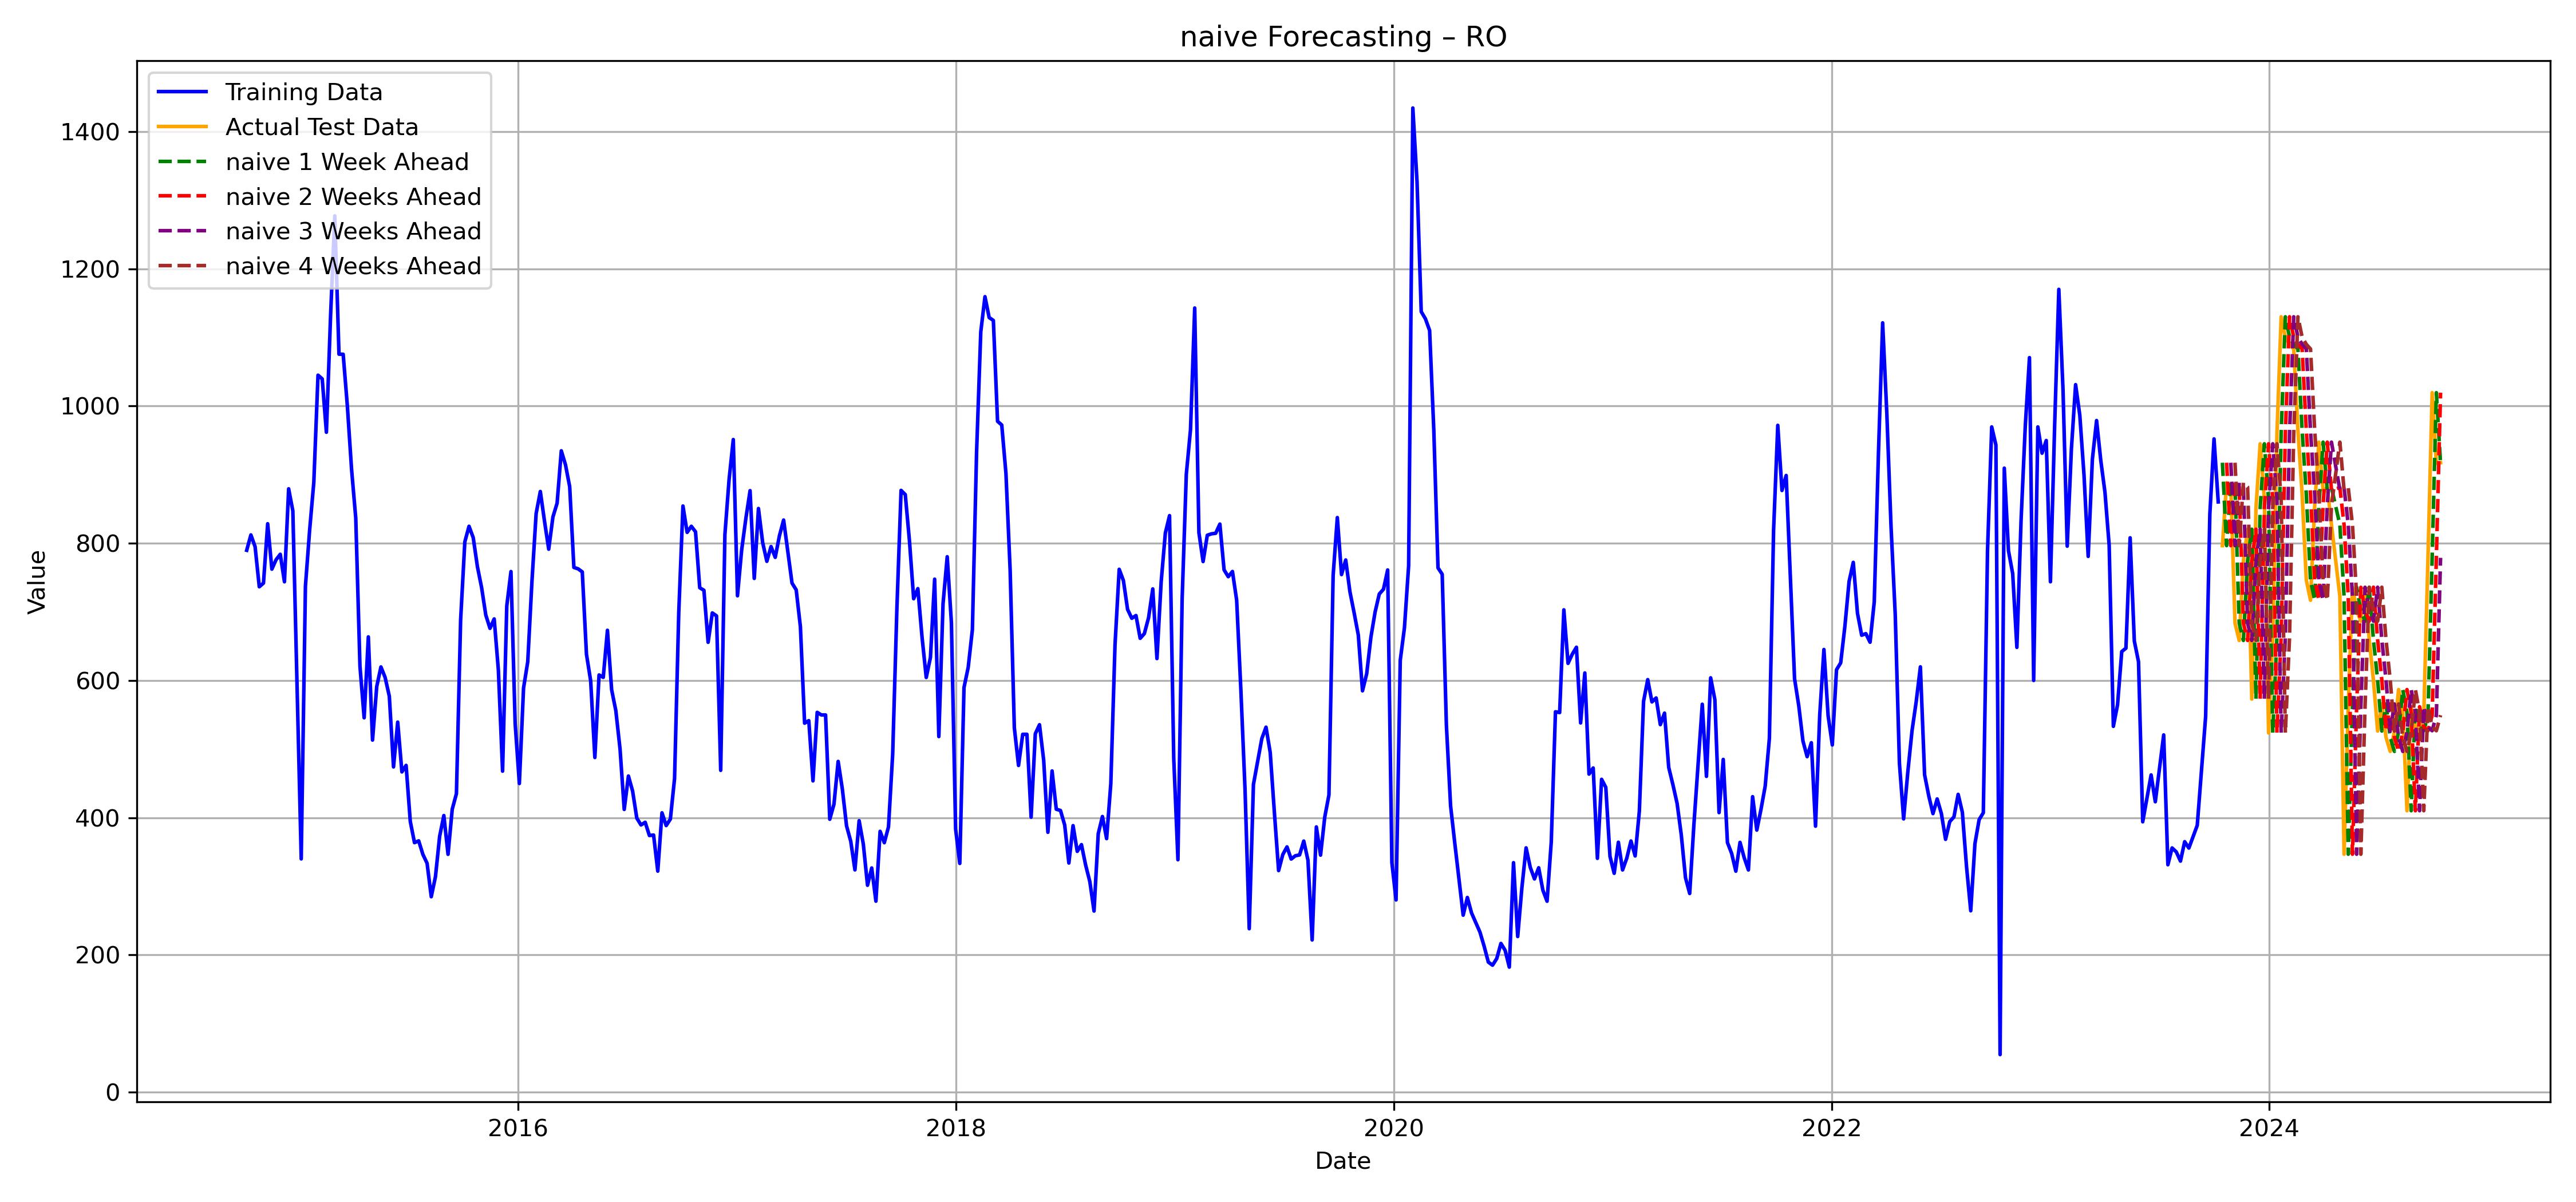 naive Forecasting – RO
Training Data
Actual Test Data
naive 1 Week Ahead
naive 2 Weeks Ahead
naive 3 Weeks Ahead
naive 4 Weeks Ahead
1400
1200
1000
800
600
400
200
0
Value
2016 2018 2020 2022 2024
Date